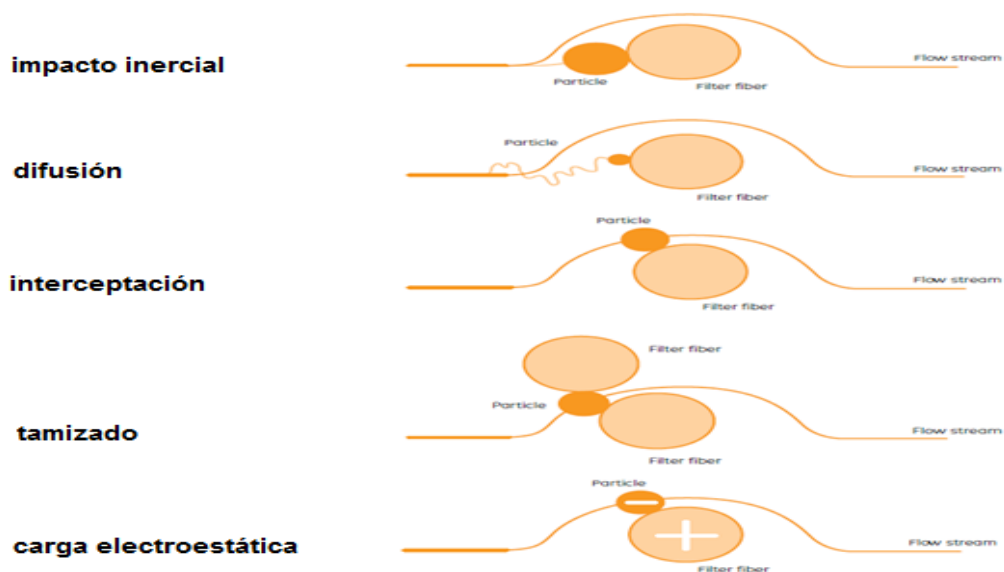 impacto inercial
Particle
Filter fiber
Flow stream
difusión
Particle
Filter fiber
Flow stream
interceptación
Particle
Filter fiber
Flow stream
tamizado
Filter fiber
Particle
Filter fiber
Flow stream
carga electroestática
Particle
Filter fiber
Flow stream